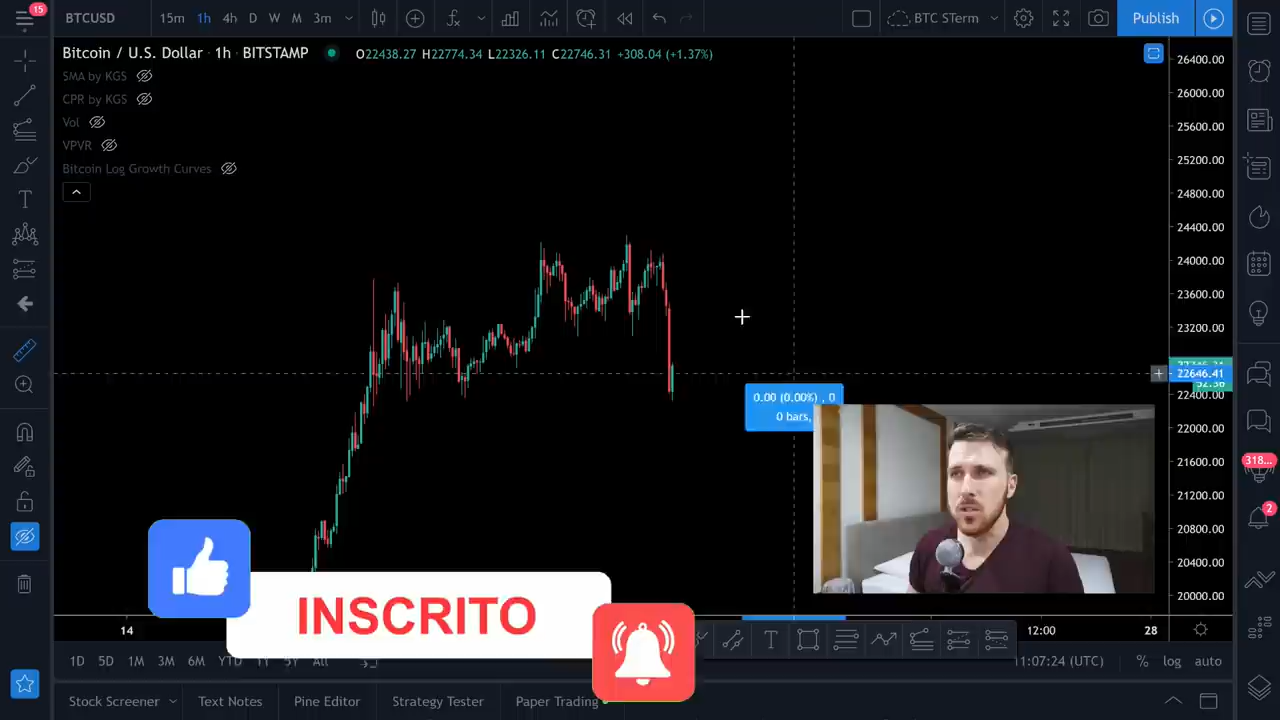 15
BTCUSD 15m 1h 4h D W M 3m BTC STerm Publish
Bitcoin / U.S. Dollar · 1h · BITSTAMP O22438.27 H22774.34 L22326.11 C22746.31 +308.04 (+1.37%)
SMA by KGS
CPR by KGS
Vol
VPVR
Bitcoin Log Growth Curves
26400.00
26000.00
25600.00
25200.00
24800.00
24400.00
24000.00
23600.00
23200.00
22646.41
52:36
22400.00
22000.00
21600.00
21200.00
20800.00
20400.00
20000.00
0.00 (0.00%) , 0
0 bars,
318...
2
INSCRITO
14 12:00 28
1D 5D 1M 3M 6M YTD 1Y 5Y All 11:07:24 (UTC) % log auto
Stock Screener Text Notes Pine Editor Strategy Tester Paper Trading